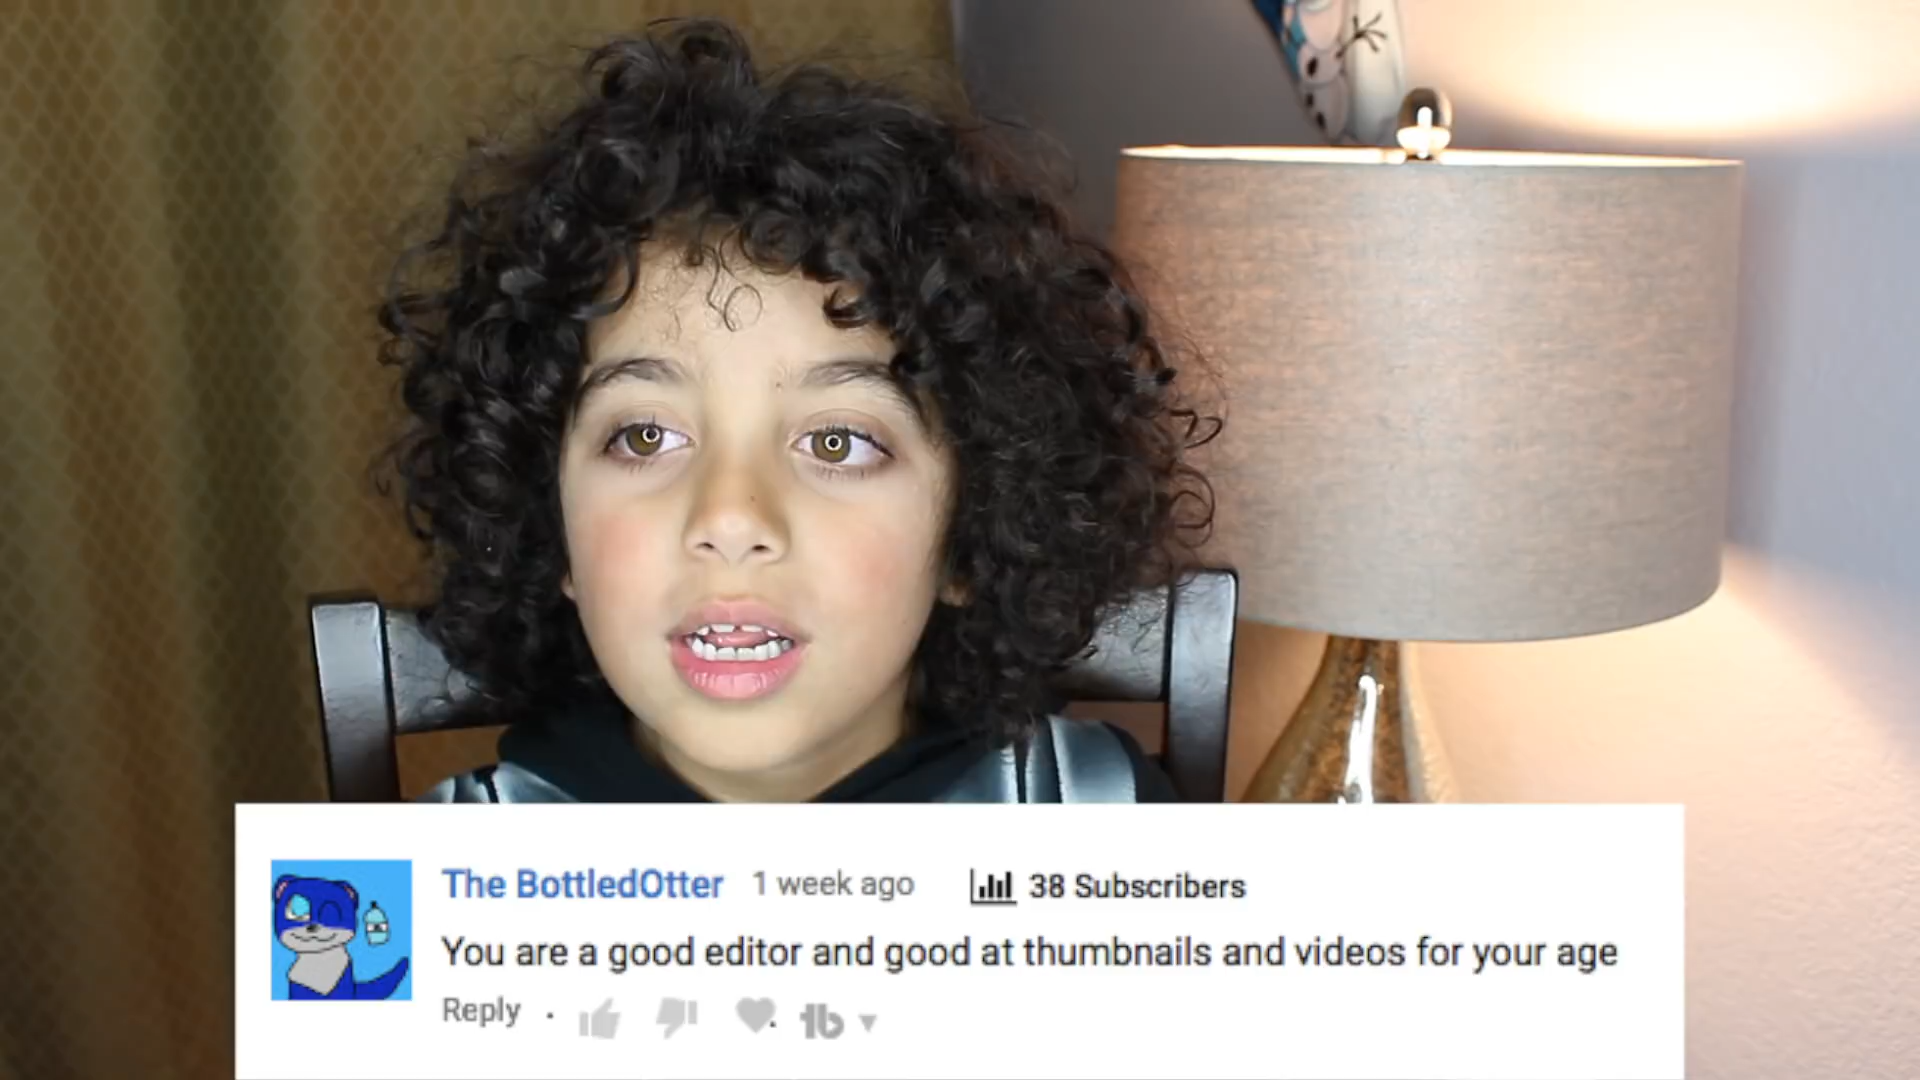 The BottledOtter 1 week ago 38 Subscribers
You are a good editor and good at thumbnails and videos for your age
Reply